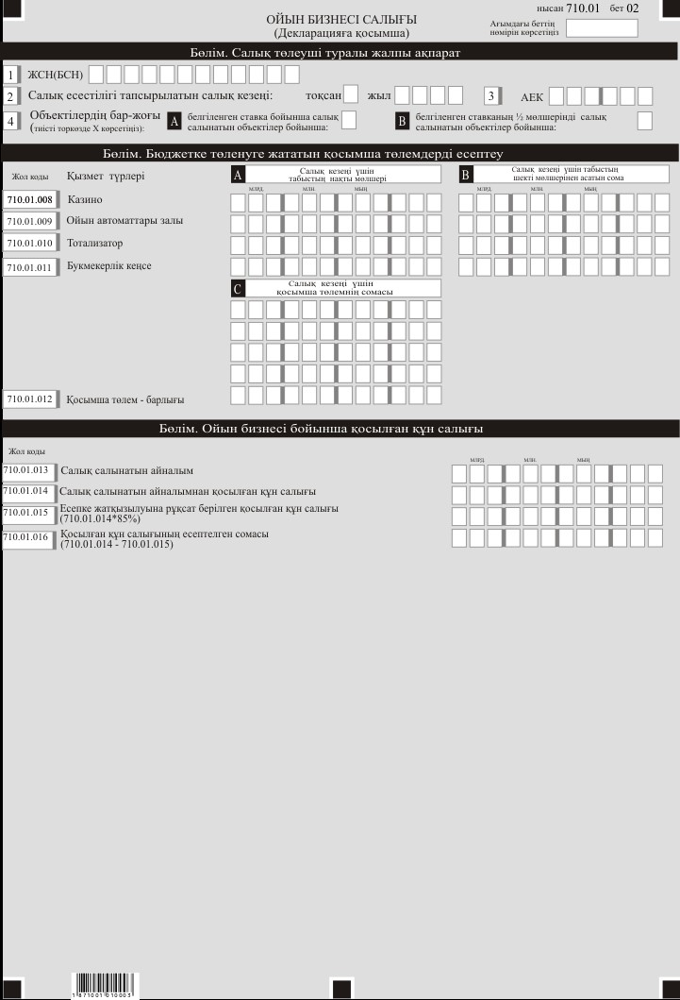 нысан 710.01 бет 02
ОЙЫН БИЗНЕСІ САЛЫҒЫ
(Декларацияға қосымша)
Ағымдағы беттің
нөмірін көрсетіңіз
Бөлім. Салық төлеуші туралы жалпы ақпарат
1 ЖСН(БСН)
2 Салық есестілігі тапсырылатын салық кезеңі: тоқсан жыл 3 АЕК
4 Объектілердің бар-жоғы
(тиісті торкөзде Х көрсетіңіз):
A белгіленген ставка бойынша салық
салынатын объектілер бойынша:
B белгіленген ставканың ½ мөлшерінді салық
салынатын объектілер бойынша:
Бөлім. Бюджетке төленуге жататын қосымша төлемдерді есептеу
Жол коды Қызмет түрлері
A Салық кезеңі үшін
табыстың нақты мөлшері
B Салық кезеңі үшін табыстың
шекті мөлшерінен асатын сома
млрд. млн. мың млрд. млн. мың
710.01.008 Казино
710.01.009 Ойын автоматтары залы
710.01.010 Тотализатор
710.01.011 Букмекерлік кеңсе
C Салық кезеңі үшін
қосымша төлемнің сомасы
710.01.012 Қосымша төлем - барлығы
Бөлім. Ойын бизнесі бойынша қосылған құн салығы
Жол коды
млрд. млн. мың
710.01.013 Салық салынатын айналым
710.01.014 Салық салынатын айналымнан қосылған құн салығы
710.01.015 Есепке жатқызылуына рұқсат берілген қосылған құн салығы
(710.01.014*85%)
710.01.016 Қосылған құн салығының есептелген сомасы
(710.01.014 - 710.01.015)
1 871001 010003